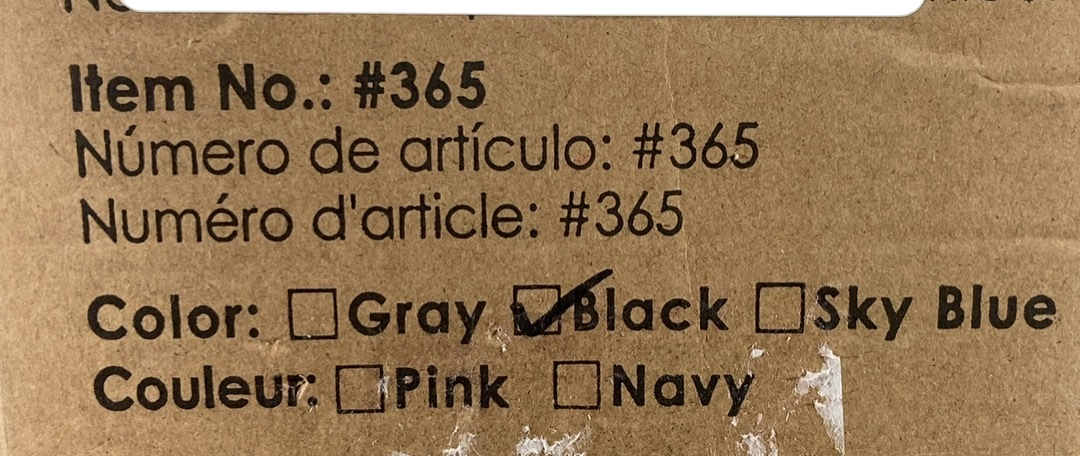 Item No.: #365
Número de artículo: #365
Numéro d'article: #365
Color: ☐Gray ☑Black ☐Sky Blue
Couleur: ☐Pink ☐Navy